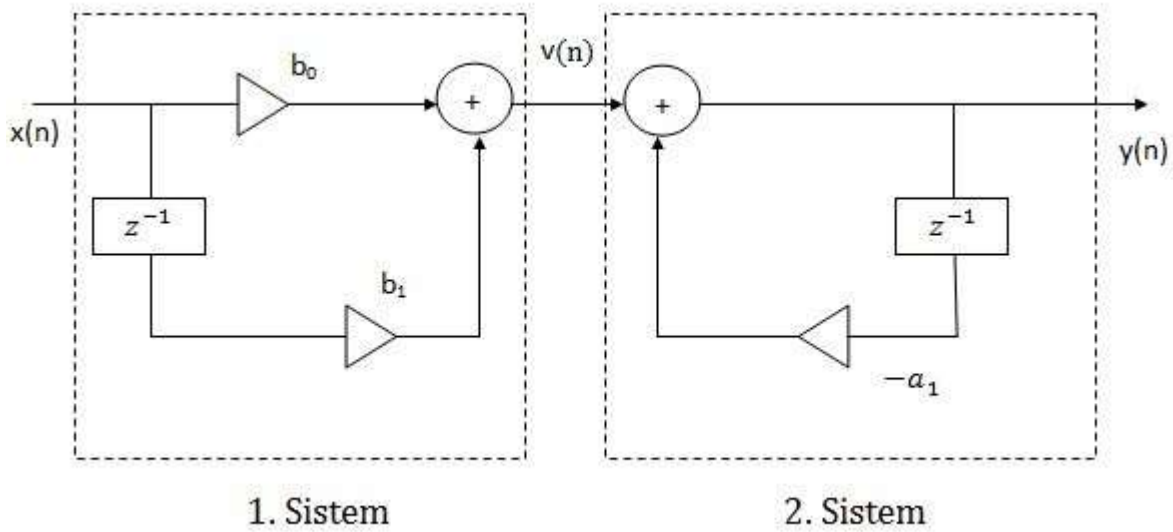 b₀
+
v(n)
+
x(n)
y(n)
z⁻¹
z⁻¹
b₁
−a₁
1. Sistem
2. Sistem